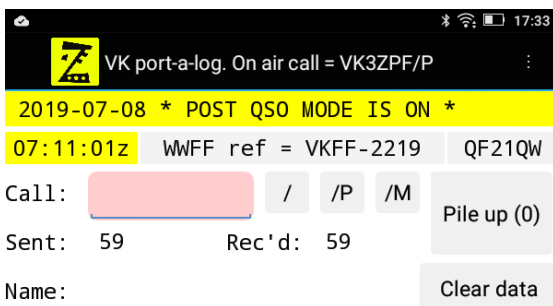 17:33
VK port-a-log. On air call = VK3ZPF/P
2019-07-08 * POST QSO MODE IS ON *
07:11:01z WWFF ref = VKFF-2219 QF21QW
Call: / /P /M
Pile up (0)
Sent: 59 Rec'd: 59
Name: Clear data